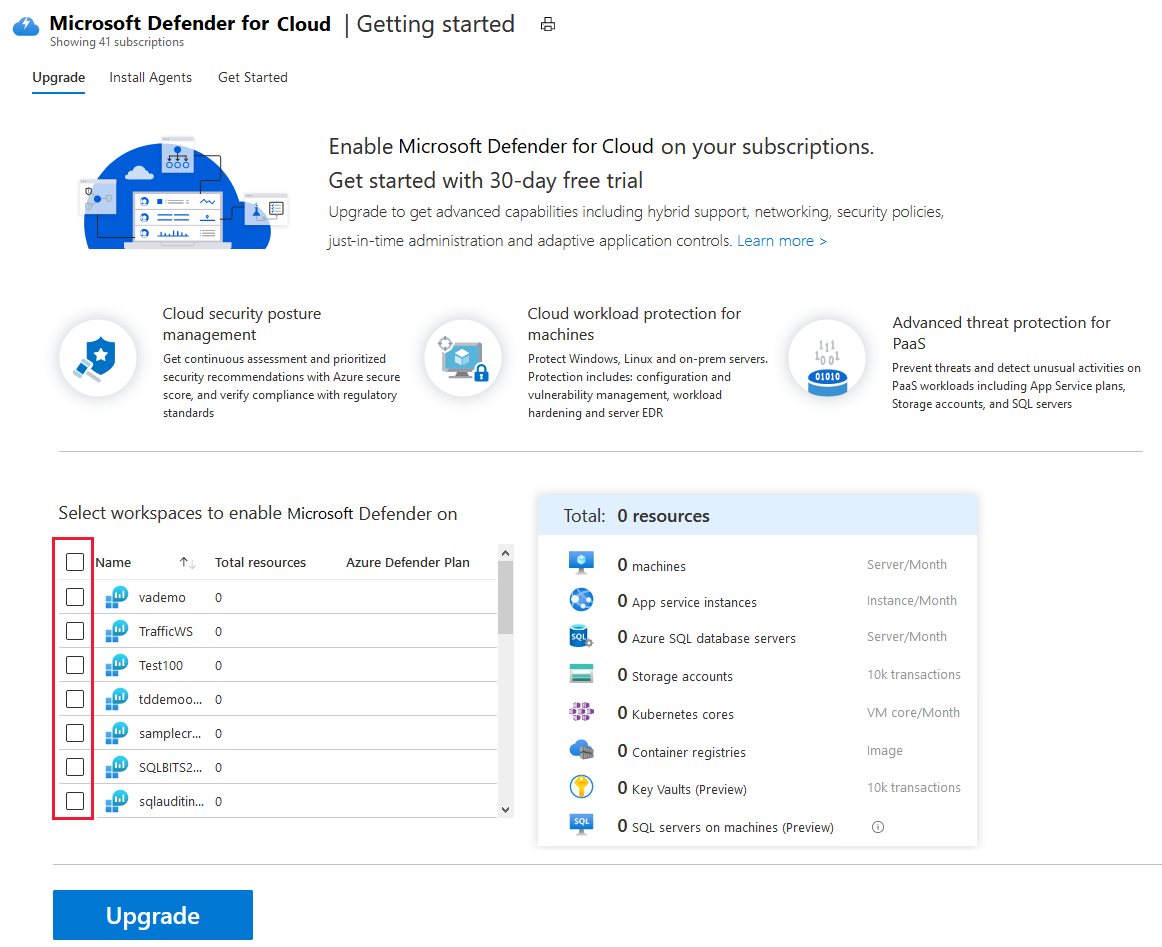 Microsoft Defender for Cloud | Getting started
Showing 41 subscriptions
Upgrade Install Agents Get Started
Enable Microsoft Defender for Cloud on your subscriptions.
Get started with 30-day free trial
Upgrade to get advanced capabilities including hybrid support, networking, security policies,
just-in-time administration and adaptive application controls. Learn more >
Cloud security posture
management
Get continuous assessment and prioritized
security recommendations with Azure secure
score, and verify compliance with regulatory
standards
Cloud workload protection for
machines
Protect Windows, Linux and on-prem servers.
Protection includes: configuration and
vulnerability management, workload
hardening and server EDR
Advanced threat protection for
PaaS
Prevent threats and detect unusual activities on
PaaS workloads including App Service plans,
Storage accounts, and SQL servers
01010
Select workspaces to enable Microsoft Defender on
Name Total resources Azure Defender Plan
vademo 0
TrafficWS 0
Test100 0
tddemoo... 0
samplecr... 0
SQLBITS2... 0
sqlauditin... 0
Total: 0 resources
0 machines Server/Month
0 App service instances Instance/Month
SQL 0 Azure SQL database servers Server/Month
0 Storage accounts 10k transactions
0 Kubernetes cores VM core/Month
0 Container registries Image
0 Key Vaults (Preview) 10k transactions
SQL 0 SQL servers on machines (Preview)
Upgrade